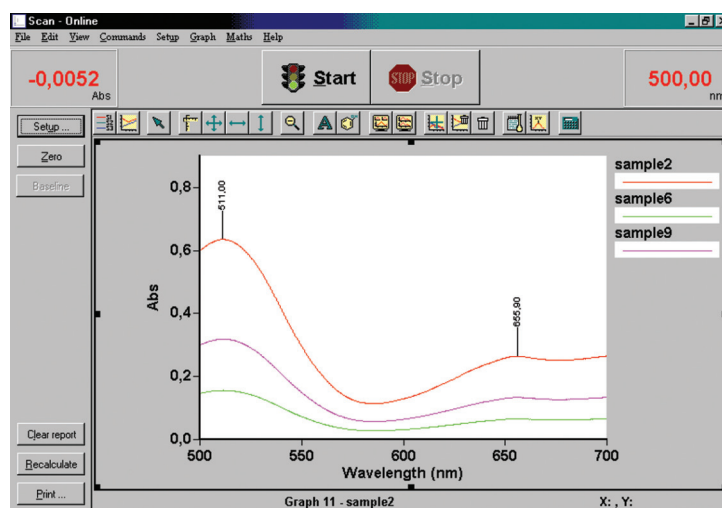 Scan - Online
File Edit View Commands Setup Graph Maths Help
-0,0052
Abs
Start
STOP Stop
500,00
nm
Setup ...
Zero
Baseline
Clear report
Recalculate
Print ...
0,8
0,6
0,4
0,2
0,0
Abs
511,00
655,90
500 550 600 650 700
Wavelength (nm)
sample2
sample6
sample9
Graph 11 - sample2
X: , Y: